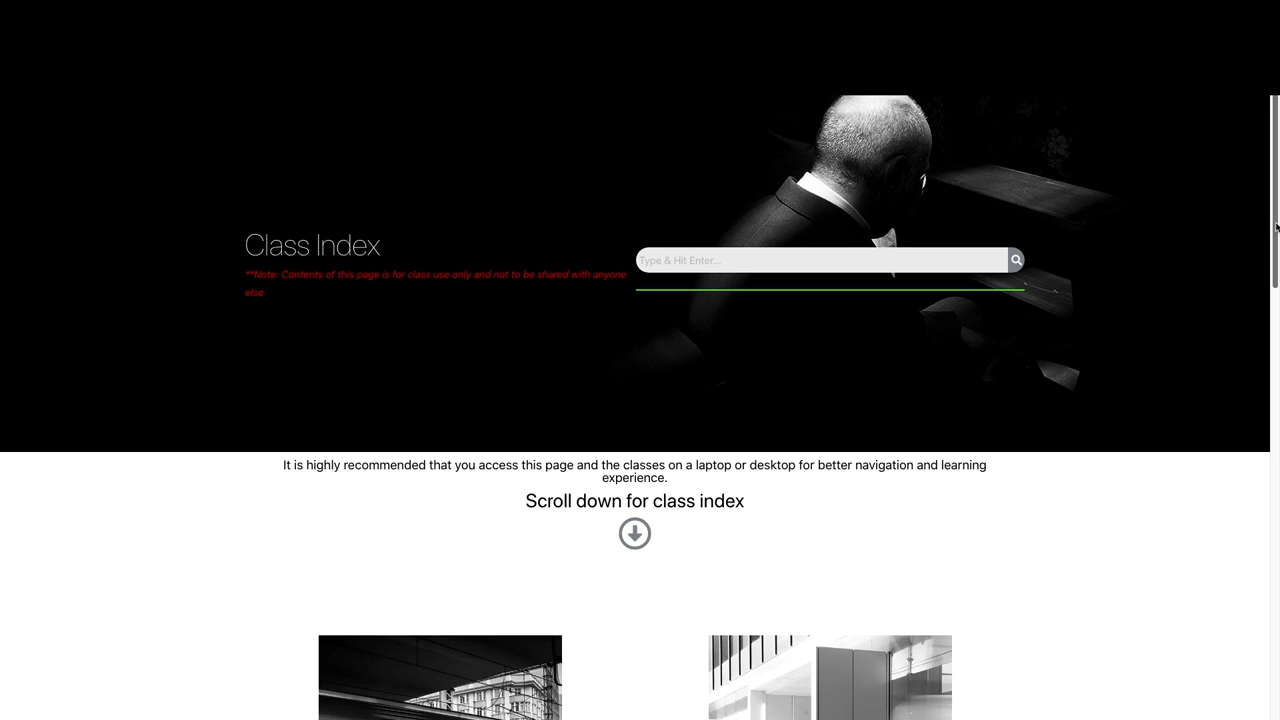 Class Index
**Note: Contents of this page is for class use only and not to be shared with anyone
else
Type & Hit Enter...
It is highly recommended that you access this page and the classes on a laptop or desktop for better navigation and learning
experience.
Scroll down for class index